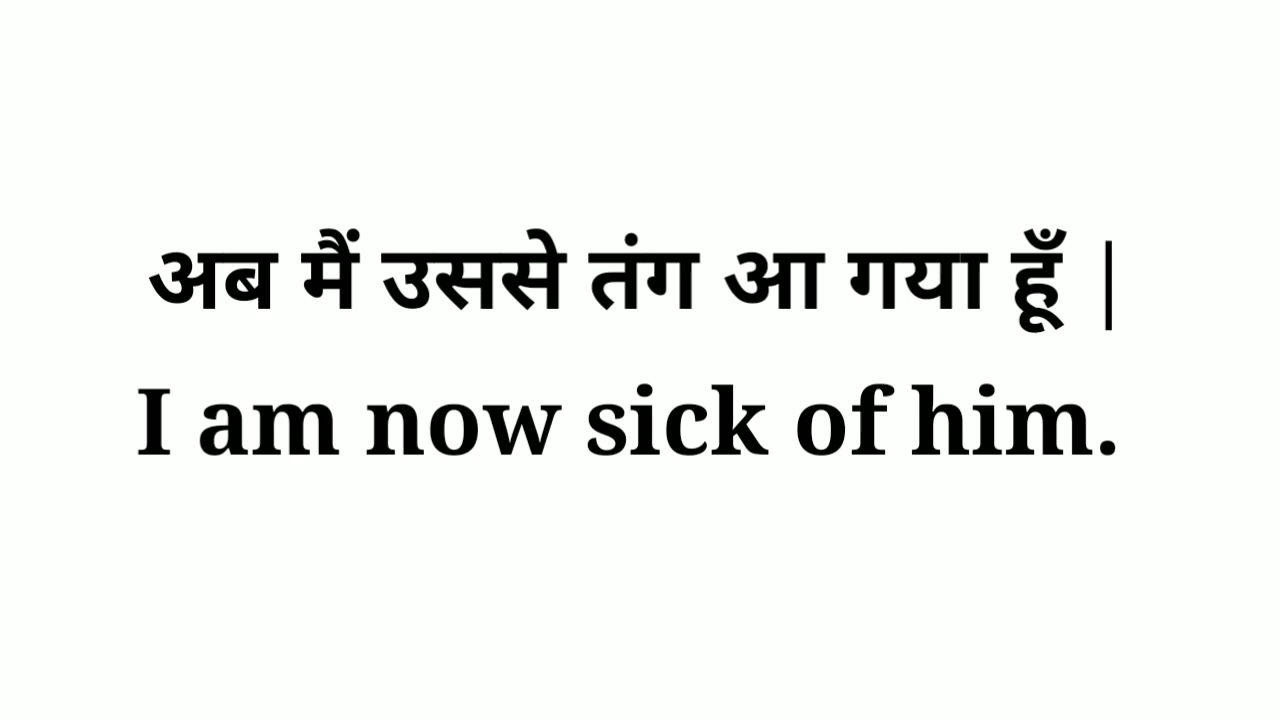 अब मैं उससे तंग आ गया हूँ |
I am now sick of him.